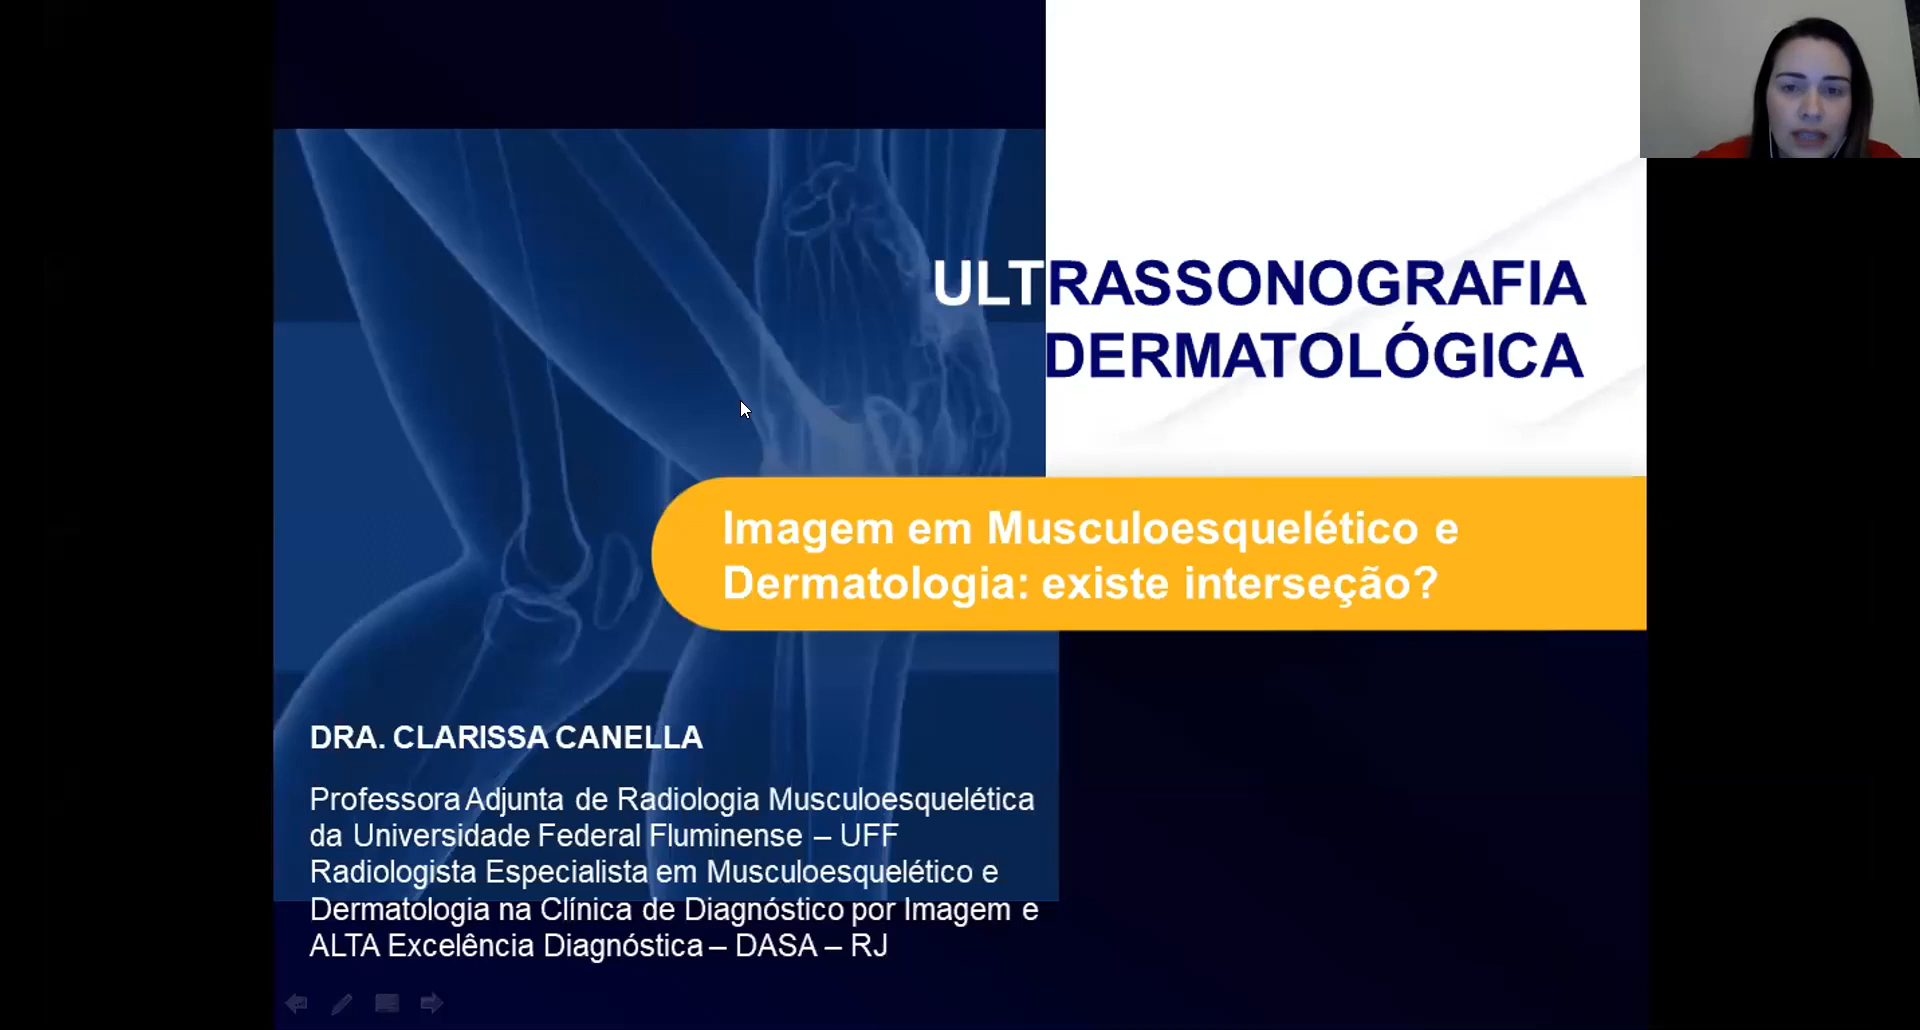 ULTRASSONOGRAFIA
DERMATOLÓGICA
Imagem em Musculoesquelético e
Dermatologia: existe interseção?
DRA. CLARISSA CANELLA
Professora Adjunta de Radiologia Musculoesquelética
da Universidade Federal Fluminense – UFF
Radiologista Especialista em Musculoesquelético e
Dermatologia na Clínica de Diagnóstico por Imagem e
ALTA Excelência Diagnóstica – DASA – RJ